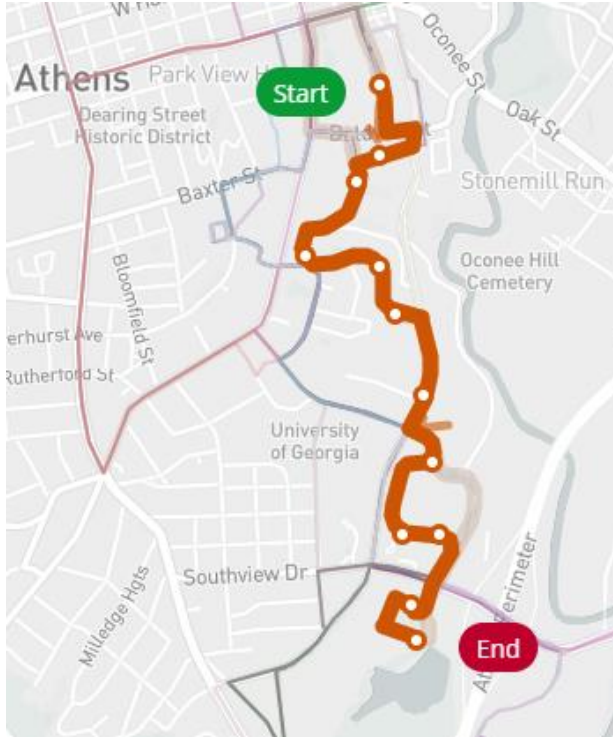 Athens
Park View H
Start
Oconee St
Oak St
Dearing Street
Historic District
Baxter St
Stonemill Run
Oconee Hill
Cemetery
Bloomfield St
erhurst Ave
Rutherford St
University
of Georgia
Southview Dr
Perimeter
Milledge Hgts
End